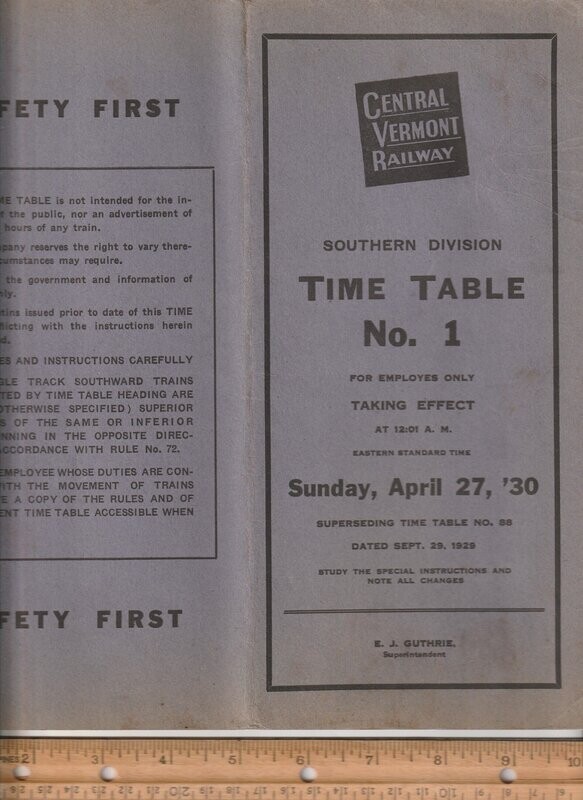 FETY FIRST
ME TABLE is not intended for the in-
f the public, nor an advertisement of
hours of any train.
pany reserves the right to vary there-
cumstances may require.
the government and information of
nly.
tins issued prior to date of this TIME
flicting with the instructions herein
d.
ES AND INSTRUCTIONS CAREFULLY
GLE TRACK SOUTHWARD TRAINS
TED BY TIME TABLE HEADING ARE
OTHERWISE SPECIFIED) SUPERIOR
S OF THE SAME OR INFERIOR
NNING IN THE OPPOSITE DIREC-
ACCORDANCE WITH RULE No. 72.
EMPLOYEE WHOSE DUTIES ARE CON-
WITH THE MOVEMENT OF TRAINS
E A COPY OF THE RULES AND OF
ENT TIME TABLE ACCESSIBLE WHEN
FETY FIRST
CENTRAL
VERMONT
RAILWAY
SOUTHERN DIVISION
TIME TABLE
No. 1
FOR EMPLOYES ONLY
TAKING EFFECT
AT 12:01 A. M.
EASTERN STANDARD TIME
Sunday, April 27, '30
SUPERSEDING TIME TABLE NO. 88
DATED SEPT. 29, 1929
STUDY THE SPECIAL INSTRUCTIONS AND
NOTE ALL CHANGES
E. J. GUTHRIE,
Superintendent
2 3 4 5 6 7 8 9 10